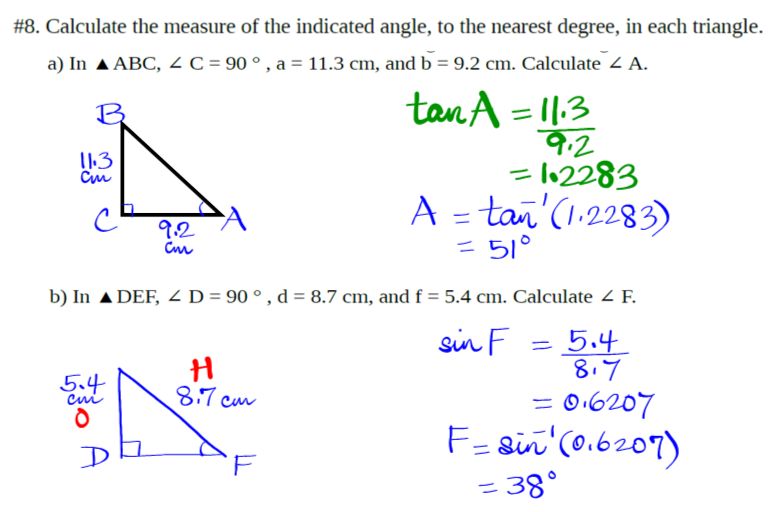 #8. Calculate the measure of the indicated angle, to the nearest degree, in each triangle.
a) In ▲ ABC, ∠ C = 90 °, a = 11.3 cm, and b = 9.2 cm. Calculate ∠ A.
B
11.3
cm
C
9.2
cm
A
tan A = 11.3
9.2
= 1.2283
A = tan⁻¹(1.2283)
= 51°
b) In ▲ DEF, ∠ D = 90 °, d = 8.7 cm, and f = 5.4 cm. Calculate ∠ F.
5.4
cm
O
H
8.7 cm
D
F
sin F = 5.4
8.7
= 0.6207
F = sin⁻¹(0.6207)
= 38°